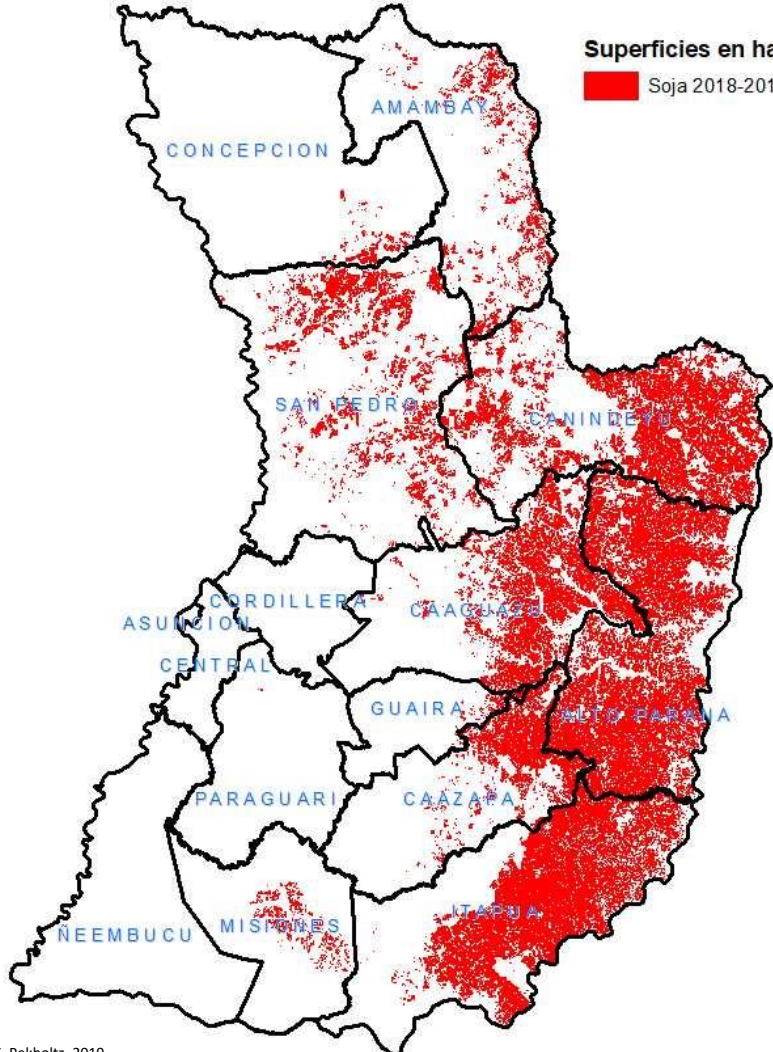 Superficies en ha
Soja 2018-201
AMAMBAY
CONCEPCION
SAN PEDRO
CANINDEYU
CORDILLERA
CAAGUAZU
ASUNCION
CENTRAL
GUAIRA
ALTO PARANA
PARAGUARI
CAAZAPA
ITAPUA
MISIONES
ÑEEMBUCU
2019